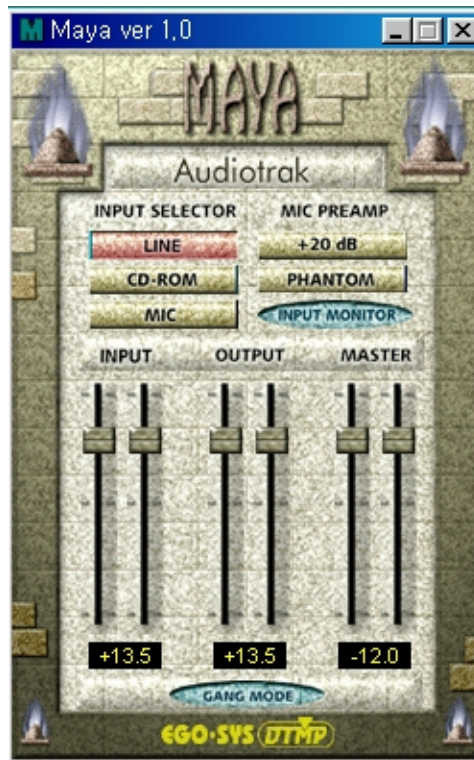 M Maya ver 1.0
MAYA
Audiotrak
INPUT SELECTOR MIC PREAMP
LINE +20 dB
CD-ROM PHANTOM
MIC INPUT MONITOR
INPUT OUTPUT MASTER
+13.5 +13.5 -12.0
GANG MODE
EGO·SYS DTMP